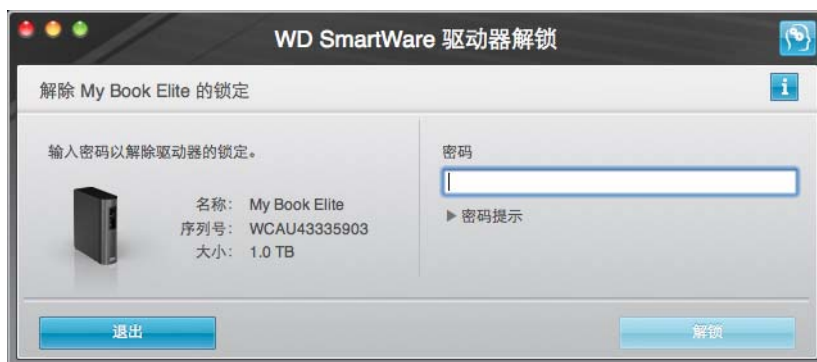 WD SmartWare 驱动器解锁
解除 My Book Elite 的锁定
输入密码以解除驱动器的锁定。
名称： My Book Elite
序列号： WCAU43335903
大小： 1.0 TB
密码
密码提示
退出
解锁